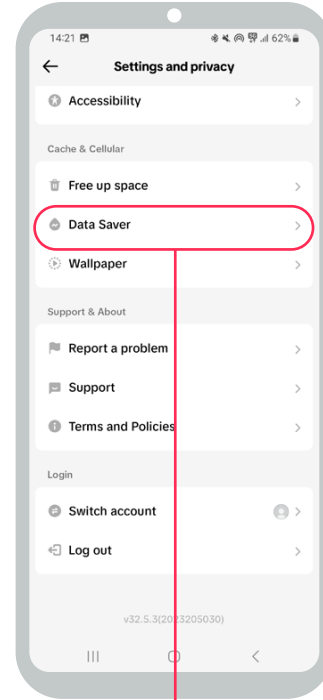 14:21 62%
Settings and privacy
Accessibility
Cache & Cellular
Free up space
Data Saver
Wallpaper
Support & About
Report a problem
Support
Terms and Policies
Login
Switch account
Log out
v32.5.3(2023205030)